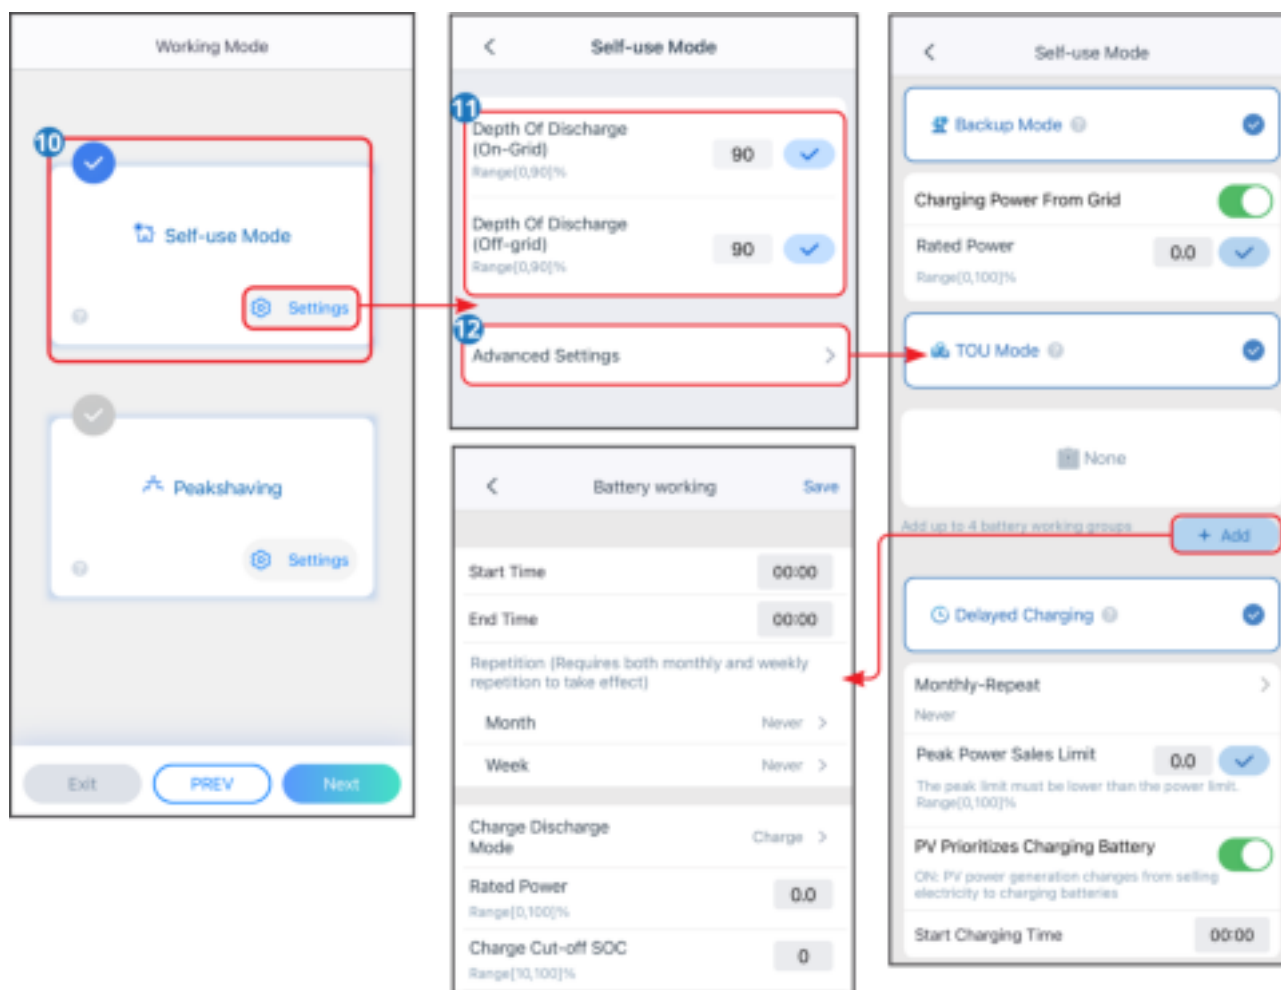 Working Mode
10
Self-use Mode
Settings
Peakshaving
Settings
Exit
PREV
Next
Self-use Mode
11
Depth Of Discharge
(On-Grid)
90
Range[0,90]%
Depth Of Discharge
(Off-grid)
90
Range[0,90]%
12
Advanced Settings
Battery working
Save
Start Time
00:00
End Time
00:00
Repetition (Requires both monthly and weekly
repetition to take effect)
Month
Never
Week
Never
Charge Discharge
Mode
Charge
Rated Power
0.0
Range[0,100]%
Charge Cut-off SOC
0
Range[10,100]%
Self-use Mode
Backup Mode
Charging Power From Grid
Rated Power
0.0
Range[0,100]%
TOU Mode
None
Add up to 4 battery working groups
+ Add
Delayed Charging
Monthly-Repeat
Never
Peak Power Sales Limit
0.0
The peak limit must be lower than the power limit.
Range[0,100]%
PV Prioritizes Charging Battery
ON: PV power generation changes from selling
electricity to charging batteries
Start Charging Time
00:00